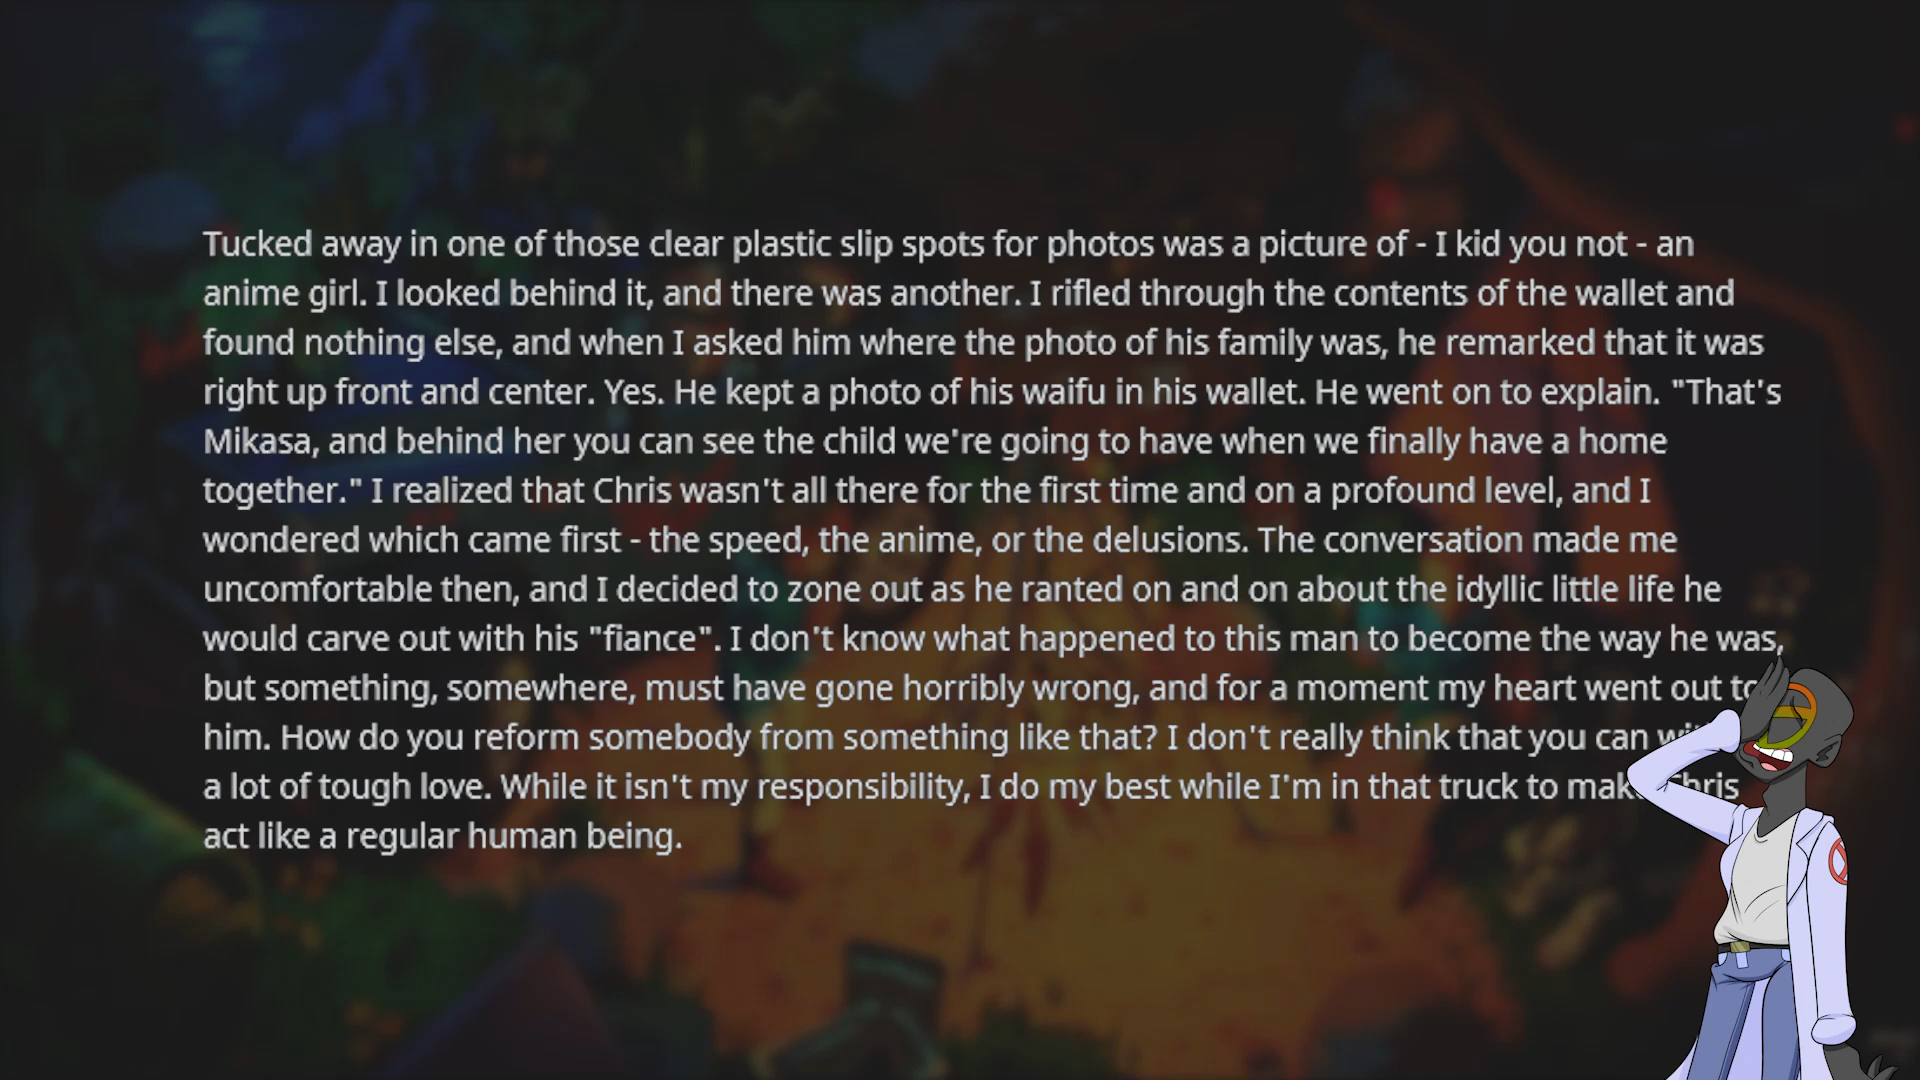 Tucked away in one of those clear plastic slip spots for photos was a picture of - I kid you not - an
anime girl. I looked behind it, and there was another. I rifled through the contents of the wallet and
found nothing else, and when I asked him where the photo of his family was, he remarked that it was
right up front and center. Yes. He kept a photo of his waifu in his wallet. He went on to explain. "That's
Mikasa, and behind her you can see the child we're going to have when we finally have a home
together." I realized that Chris wasn't all there for the first time and on a profound level, and I
wondered which came first - the speed, the anime, or the delusions. The conversation made me
uncomfortable then, and I decided to zone out as he ranted on and on about the idyllic little life he
would carve out with his "fiance". I don't know what happened to this man to become the way he was,
but something, somewhere, must have gone horribly wrong, and for a moment my heart went out to
him. How do you reform somebody from something like that? I don't really think that you can
a lot of tough love. While it isn't my responsibility, I do my best while I'm in that truck to make Chris
act like a regular human being.